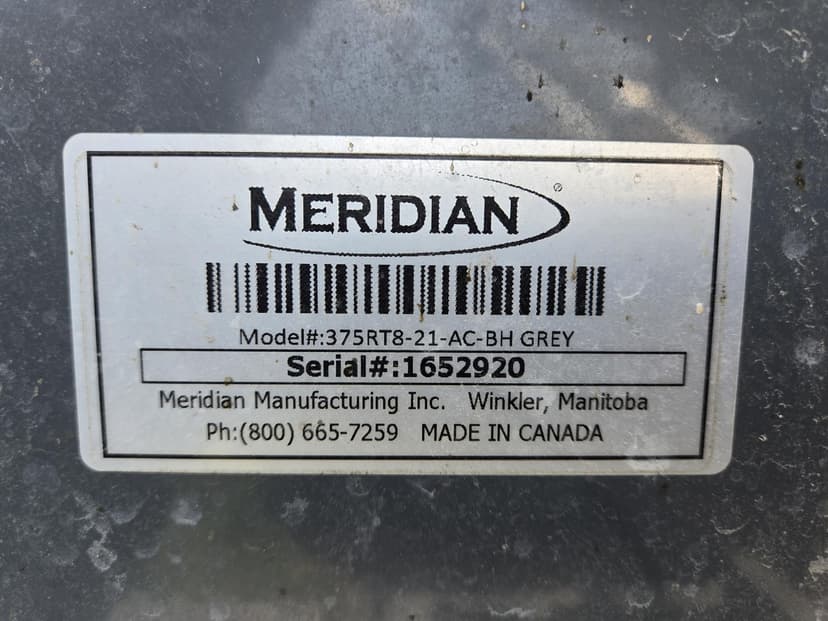 MERIDIAN®
Model#:375RT8-21-AC-BH GREY
Serial#:1652920
Meridian Manufacturing Inc. Winkler, Manitoba
Ph:(800) 665-7259 MADE IN CANADA